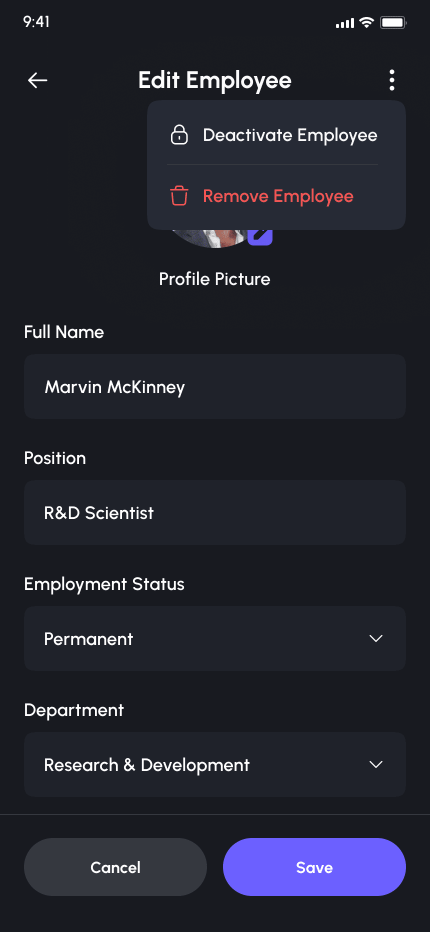 9:41
Edit Employee
Deactivate Employee
Remove Employee
Profile Picture
Full Name
Marvin McKinney
Position
R&D Scientist
Employment Status
Permanent
Department
Research & Development
Cancel
Save